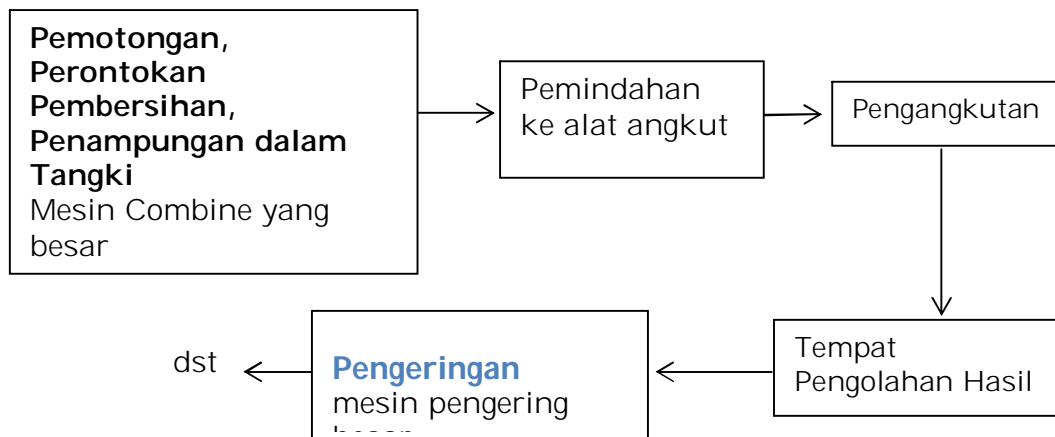 Pemotongan,
Perontokan
Pembersihan,
Penampungan dalam
Tangki
Mesin Combine yang
besar
Pemindahan
ke alat angkut
Pengangkutan
Tempat
Pengolahan Hasil
Pengeringan
mesin pengering
dst